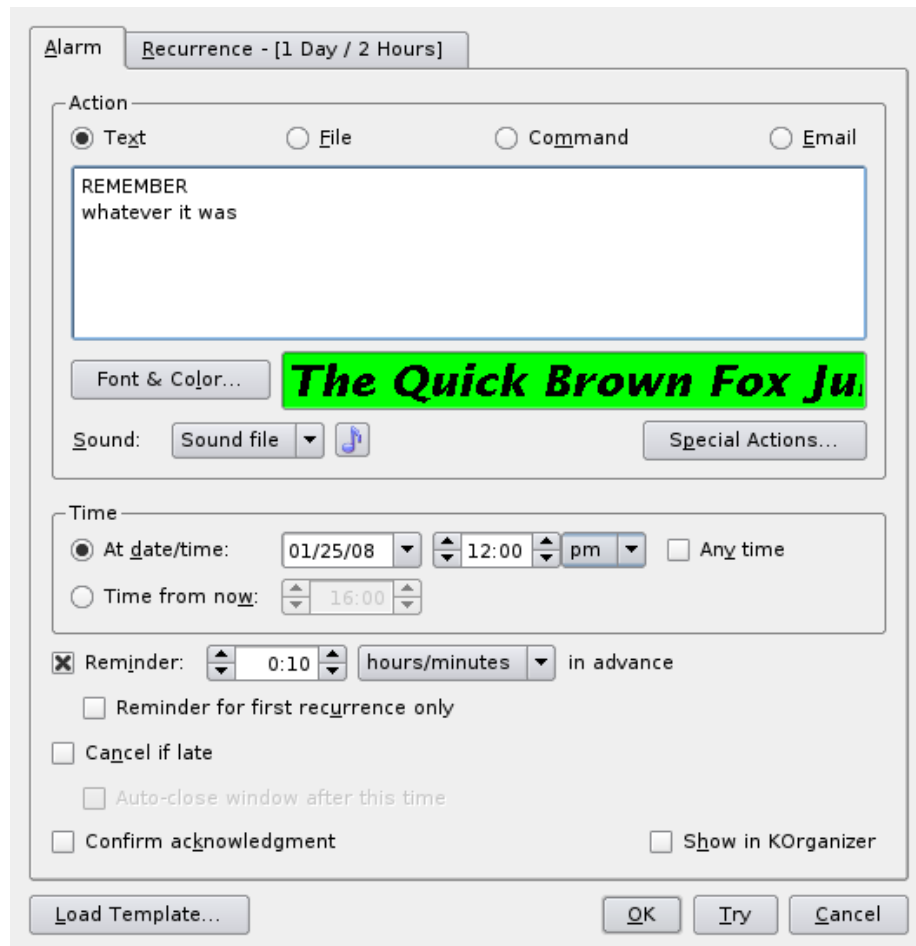 Alarm
Recurrence - [1 Day / 2 Hours]
Action
Text File Command Email
REMEMBER
whatever it was
Font & Color... The Quick Brown Fox Ju
Sound: Sound file Special Actions...
Time
At date/time: 01/25/08 12:00 pm Any time
Time from now: 16:00
Reminder: 0:10 hours/minutes in advance
Reminder for first recurrence only
Cancel if late
Auto-close window after this time
Confirm acknowledgment Show in KOrganizer
Load Template... OK Try Cancel